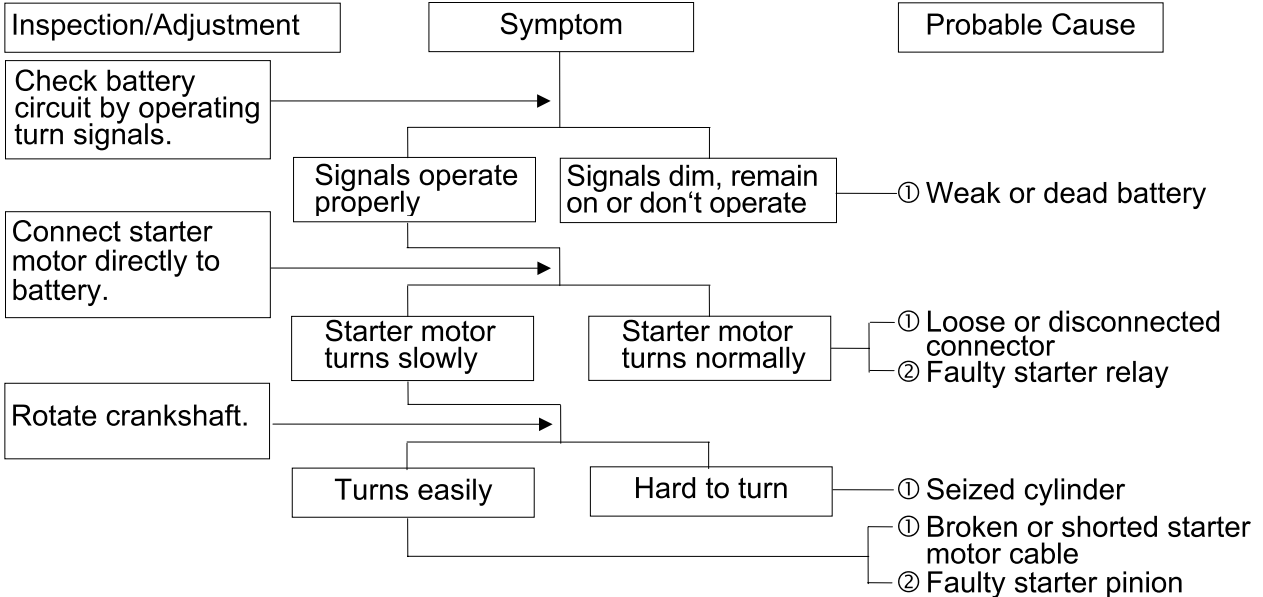 Inspection/Adjustment
Symptom
Probable Cause
Check battery
circuit by operating
turn signals.
Signals operate
properly
Signals dim, remain
on or don‘t operate
① Weak or dead battery
Connect starter
motor directly to
battery.
Starter motor
turns slowly
Starter motor
turns normally
① Loose or disconnected
connector
② Faulty starter relay
Rotate crankshaft.
Turns easily
Hard to turn
① Seized cylinder
① Broken or shorted starter
motor cable
② Faulty starter pinion